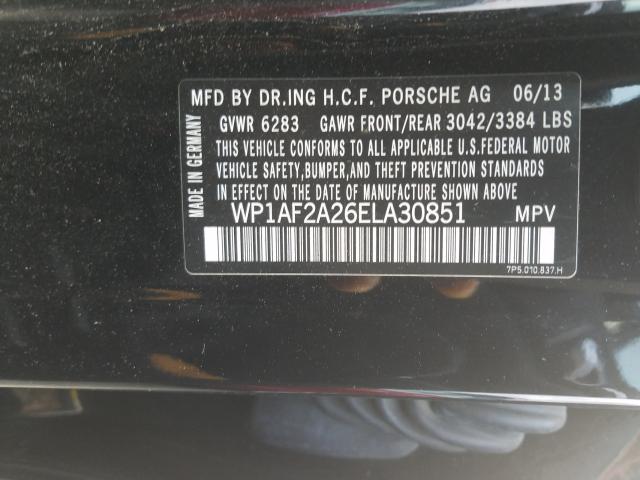 MADE IN GERMANY
MFD BY DR.ING H.C.F. PORSCHE AG 06/13
GVWR 6283 GAWR FRONT/REAR 3042/3384 LBS
THIS VEHICLE CONFORMS TO ALL APPLICABLE U.S.FEDERAL MOTOR
VEHICLE SAFETY,BUMPER,AND THEFT PREVENTION STANDARDS
IN EFFECT ON THE DATE OF MANUFACTURE SHOWN ABOVE
WP1AF2A26ELA30851 MPV
7P5.010.837.H